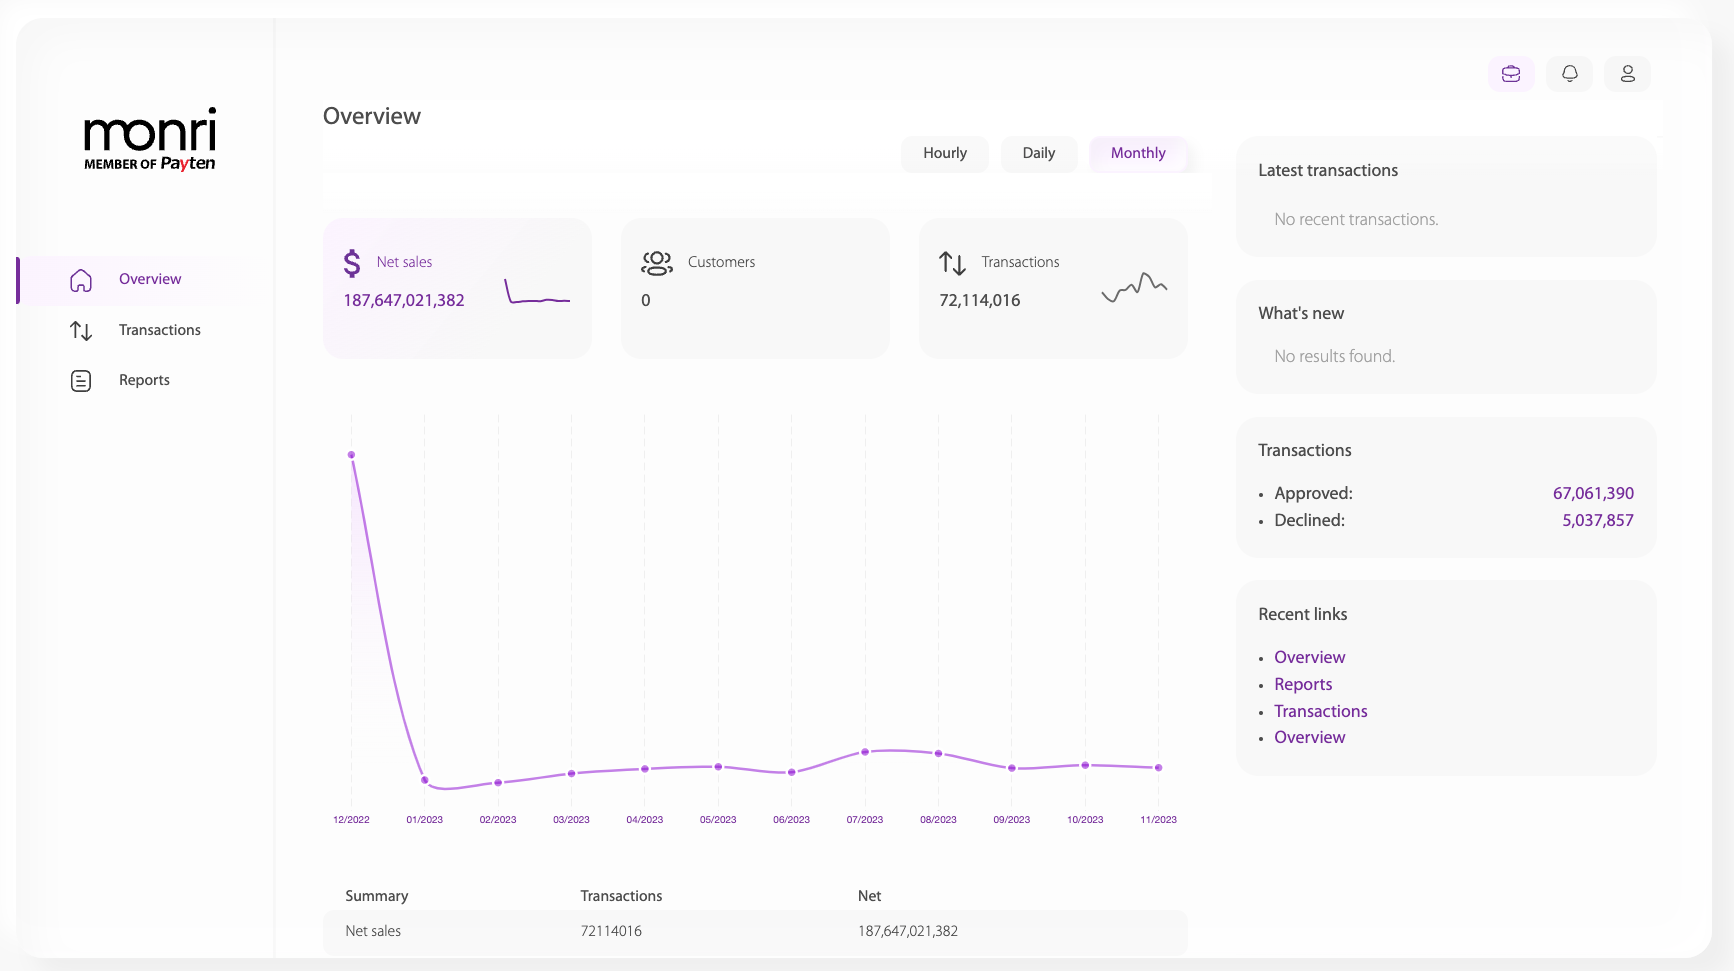 monri
MEMBER OF Payten
Overview
Transactions
Reports
Overview
Hourly
Daily
Monthly
Net sales
187,647,021,382
Customers
0
Transactions
72,114,016
12/2022
01/2023
02/2023
03/2023
04/2023
05/2023
06/2023
07/2023
08/2023
09/2023
10/2023
11/2023
Summary Transactions Net
Net sales 72114016 187,647,021,382
Latest transactions
No recent transactions.
What's new
No results found.
Transactions
• Approved: 67,061,390
• Declined: 5,037,857
Recent links
• Overview
• Reports
• Transactions
• Overview